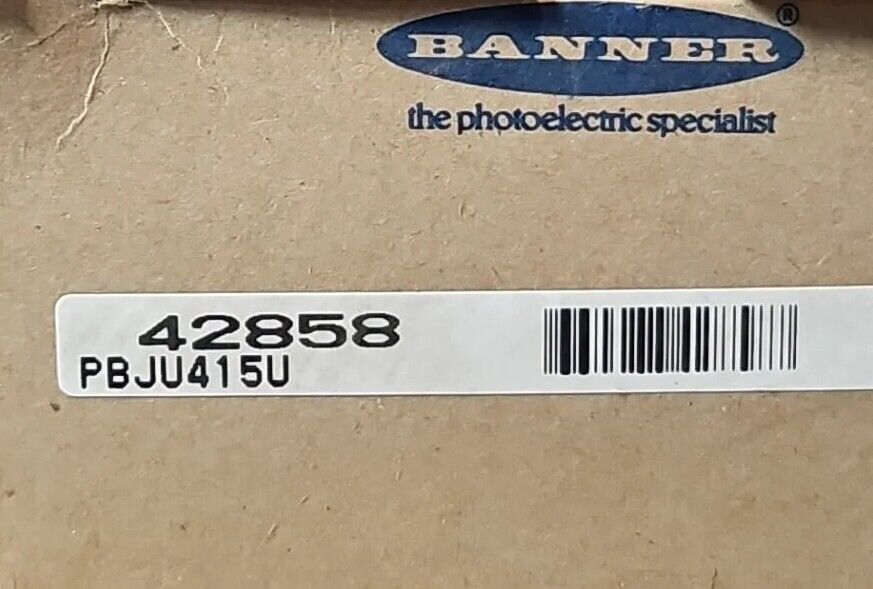 BANNER®
the photoelectric specialist
42858
PBJU415U